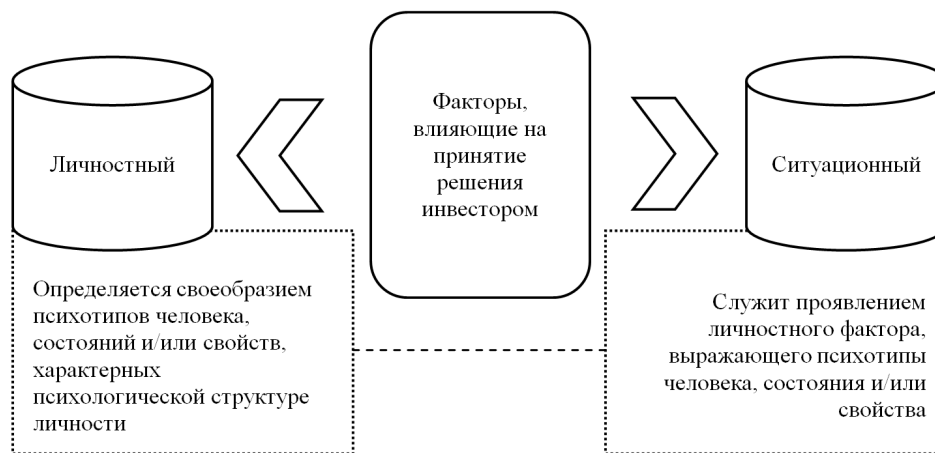 Личностный
Факторы,
влияющие на
принятие
решения
инвестором
Ситуационный
Определяется своеобразием
психотипов человека,
состояний и/или свойств,
характерных
психологической структуре
личности
Служит проявлением
личностного фактора,
выражающего психотипы
человека, состояния и/или
свойства